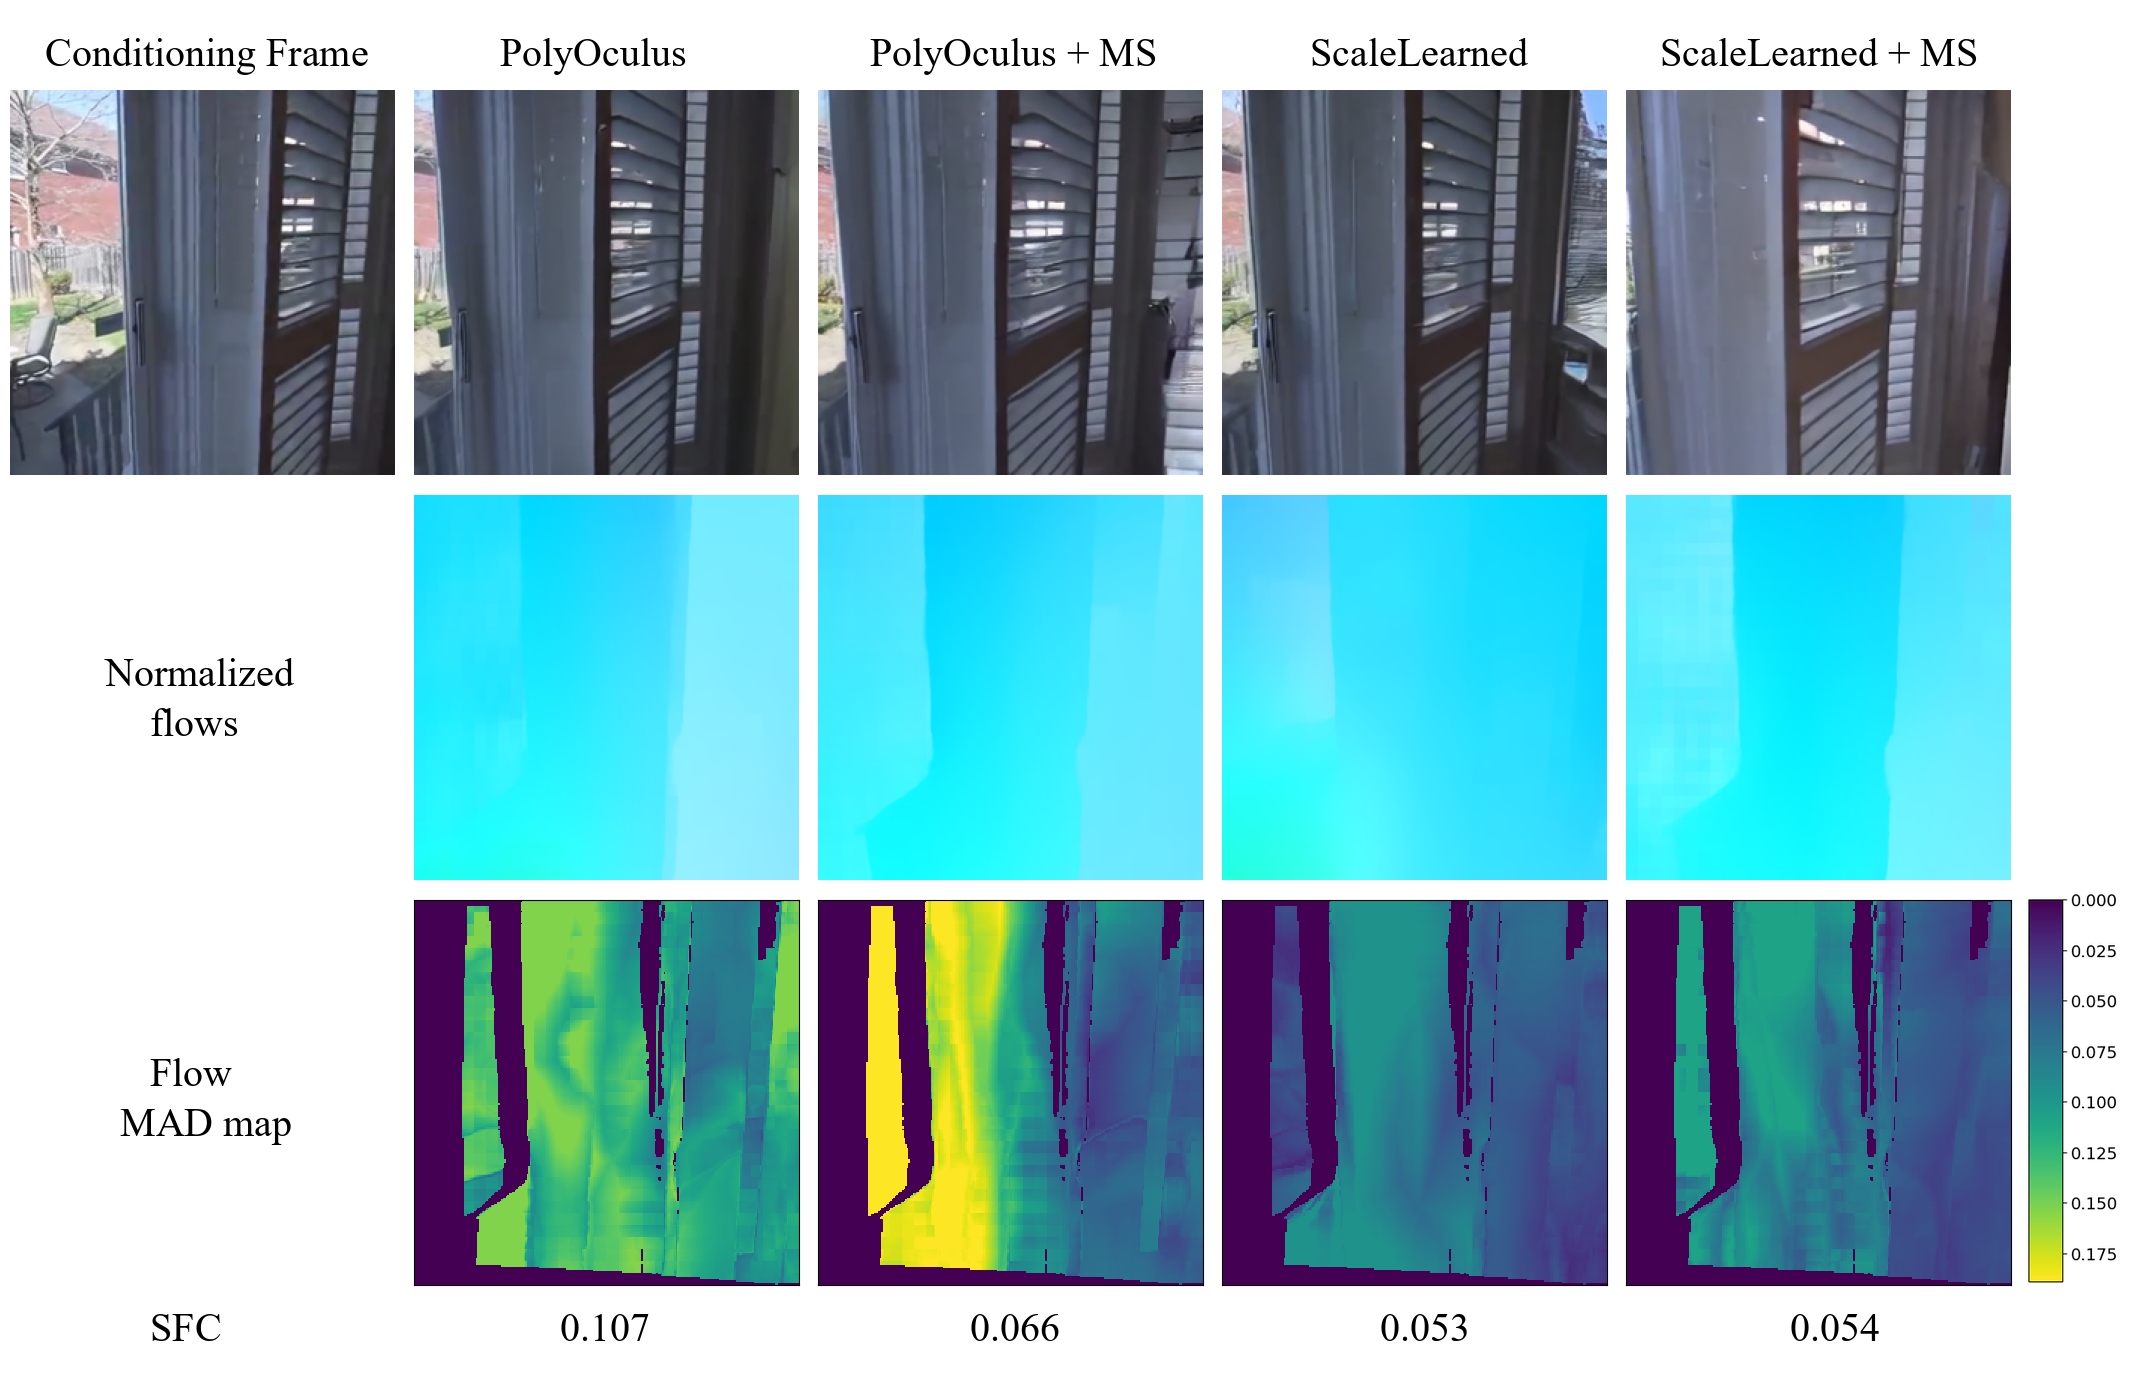 Conditioning Frame
PolyOculus
PolyOculus + MS
ScaleLearned
ScaleLearned + MS
Normalized
flows
Flow
MAD map
0.000
0.025
0.050
0.075
0.100
0.125
0.150
0.175
SFC
0.107
0.066
0.053
0.054